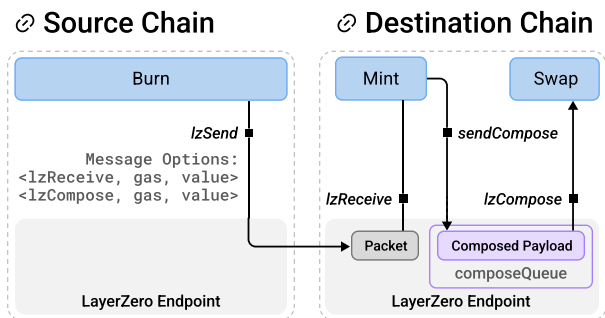 Source Chain
Destination Chain
Burn
Mint
Swap
lzSend
sendCompose
Message Options:
<lzReceive, gas, value>
<lzCompose, gas, value>
lzReceive
lzCompose
Packet
Composed Payload
composeQueue
LayerZero Endpoint
LayerZero Endpoint